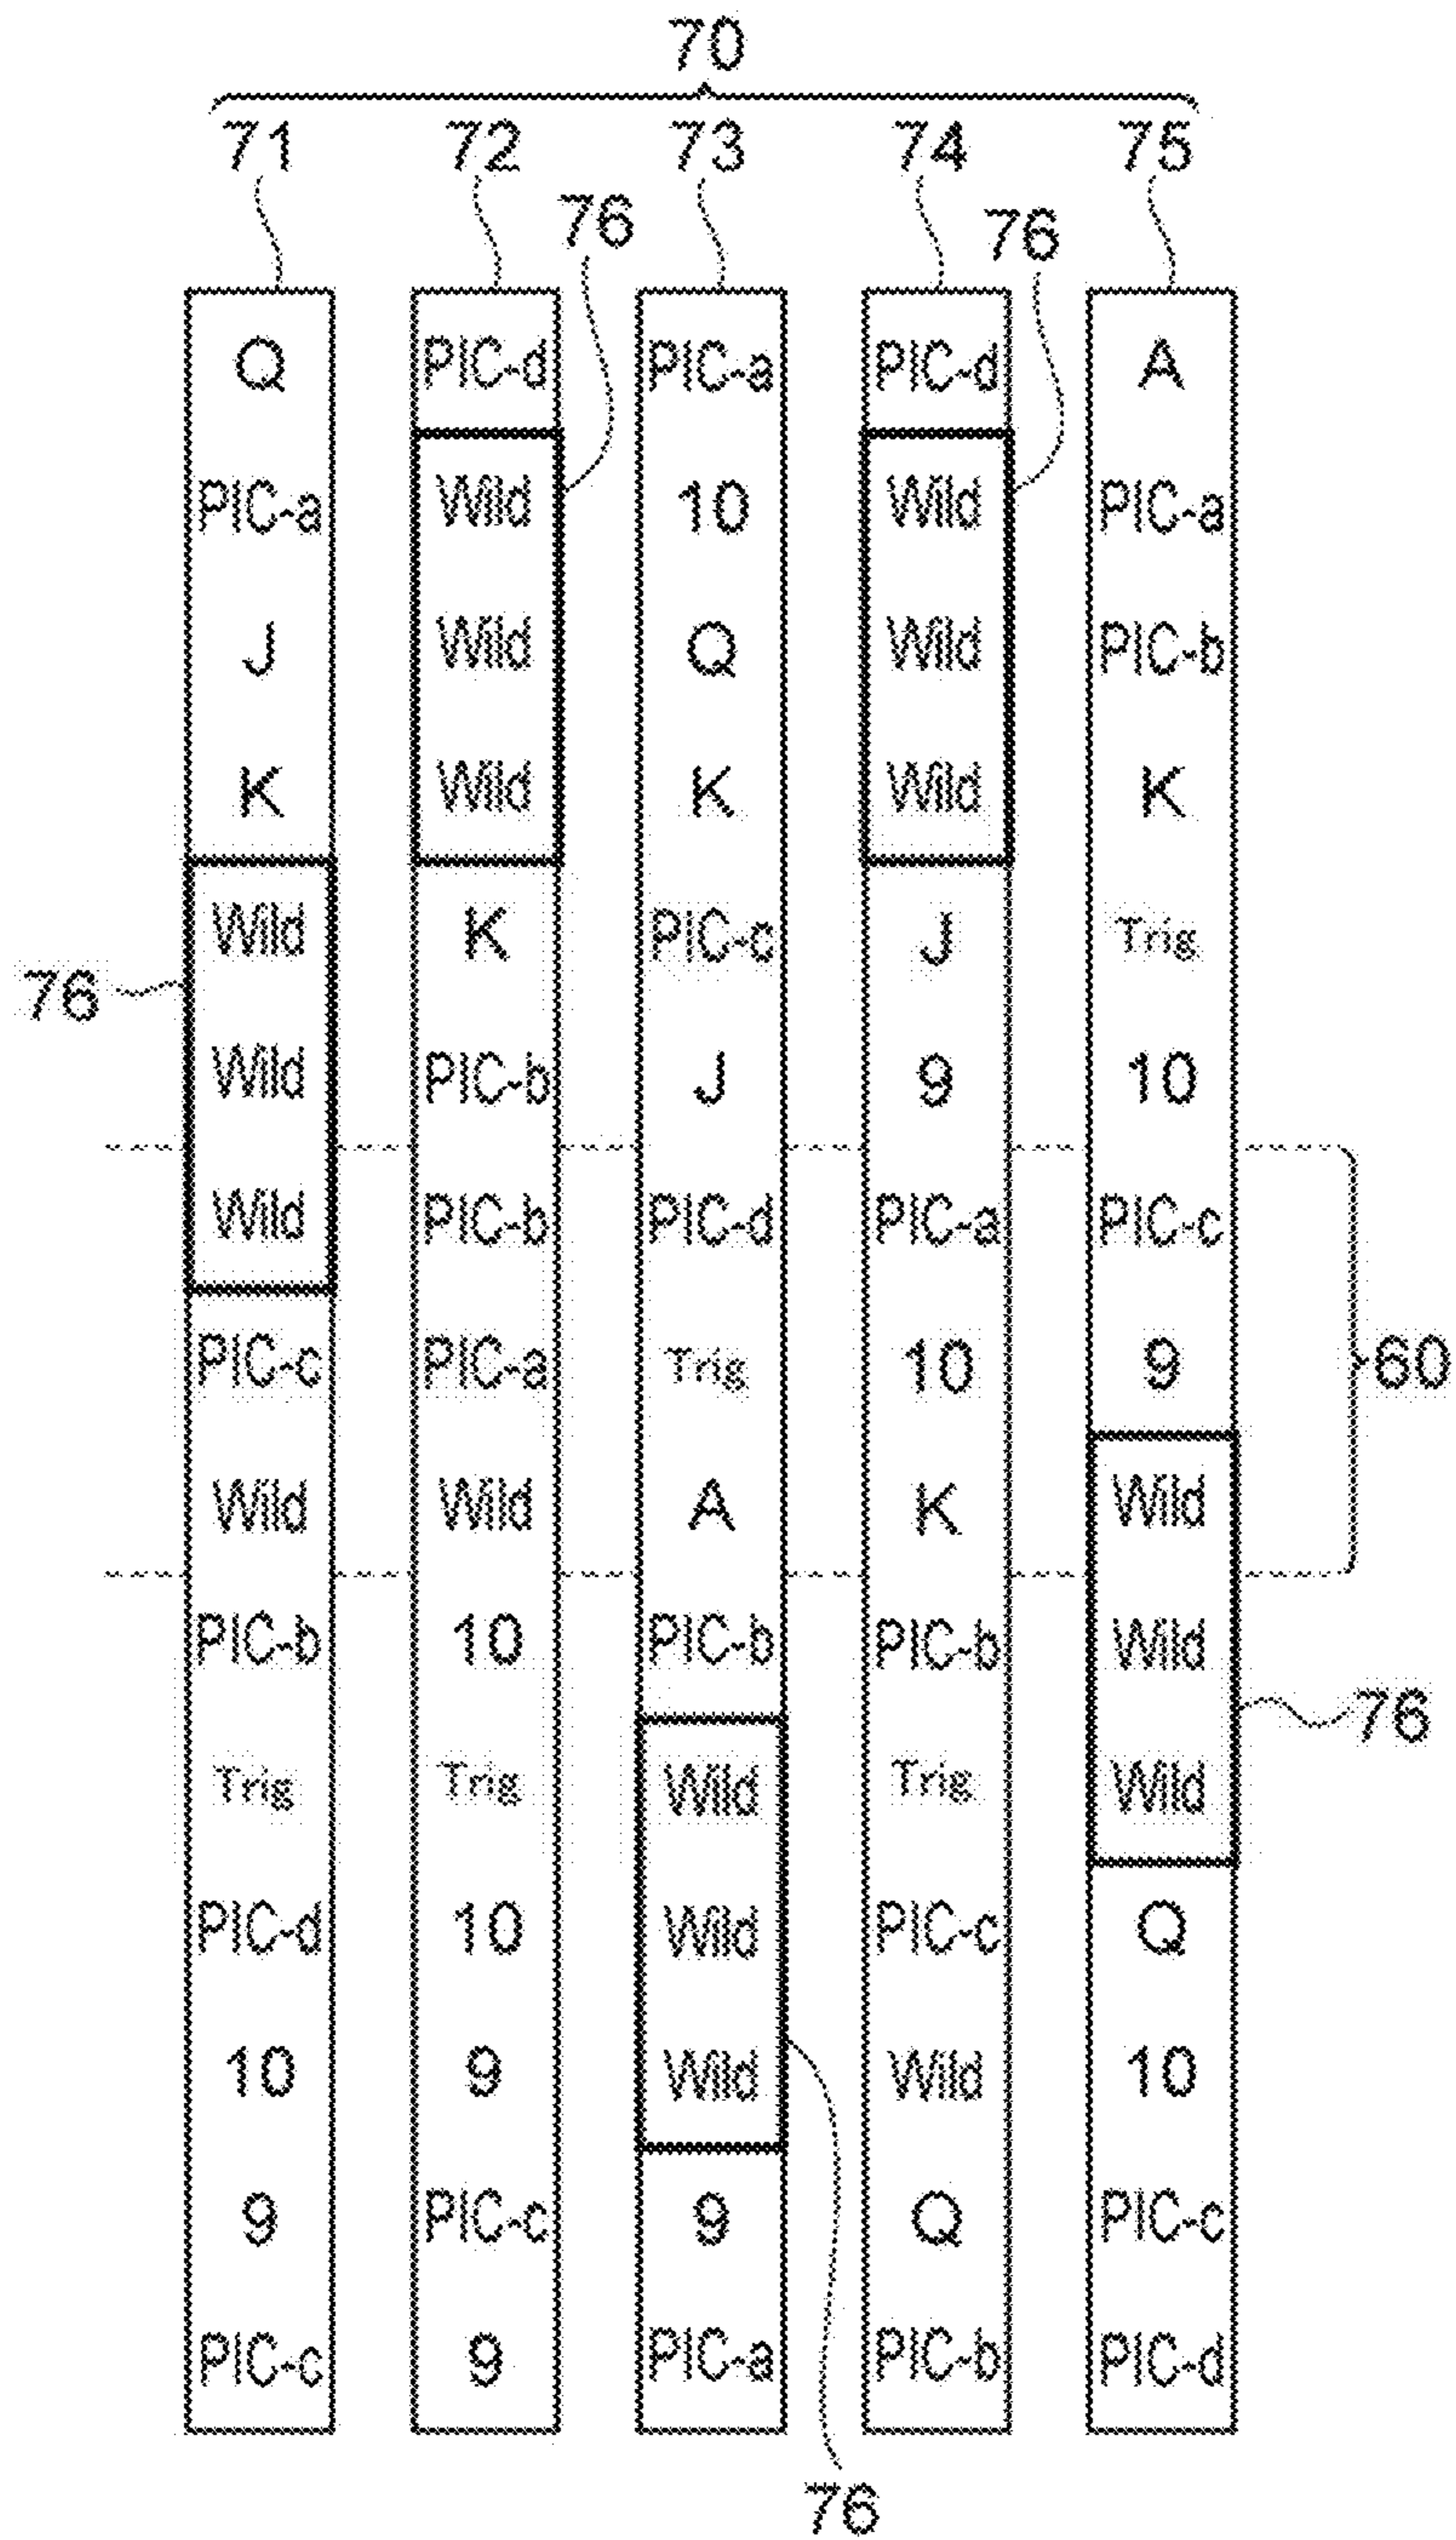 70
71 72 73 74 75
76 76
Q PIC-d PIC-a PIC-d A
PIC-a Wild 10 Wild PIC-a
J Wild Q Wild PIC-b
K Wild K Wild K
Wild K PIC-c J Trig
76
Wild PIC-b J 9 10
Wild PIC-b PIC-d PIC-a PIC-c
PIC-c PIC-a Trig 10 9 60
Wild Wild A K Wild
PIC-b 10 PIC-b PIC-b Wild
76
Trig Trig Wild Trig Wild
PIC-d 10 Wild PIC-c Q
10 9 Wild Wild 10
9 PIC-c 9 Q PIC-c
PIC-c 9 PIC-a PIC-b PIC-d
76